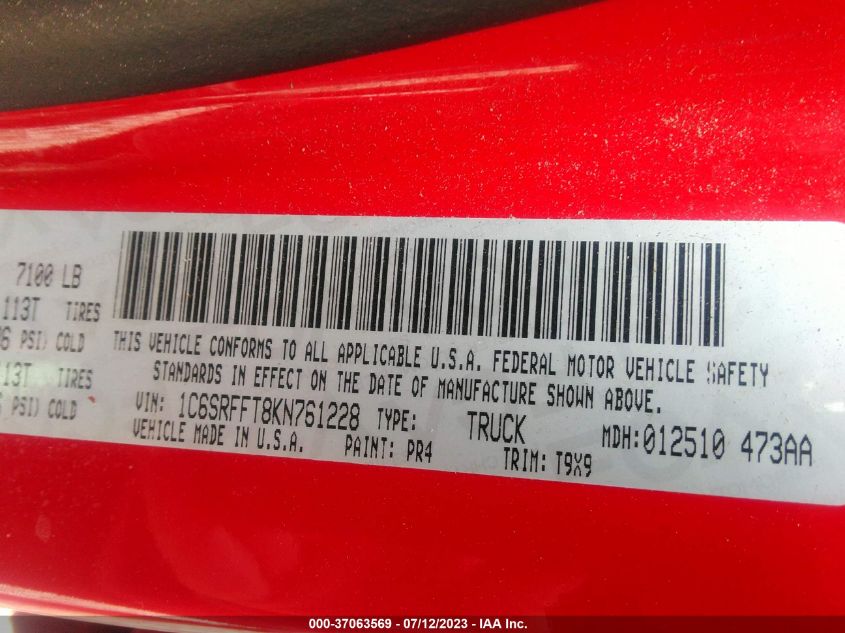 7100 LB
113T TIRES
PSI) COLD
TIRES
PSI) COLD
THIS VEHICLE CONFORMS TO ALL APPLICABLE U.S.A. FEDERAL MOTOR VEHICLE SAFETY
STANDARDS IN EFFECT ON THE DATE OF MANUFACTURE SHOWN ABOVE.
VIN: 1C6SRFFT8KN761228 TYPE: TRUCK MDH:012510 473AA
VEHICLE MADE IN U.S.A. PAINT: PR4 TRIM: T9X9
000-37063569 - 07/12/2023 - IAA Inc.